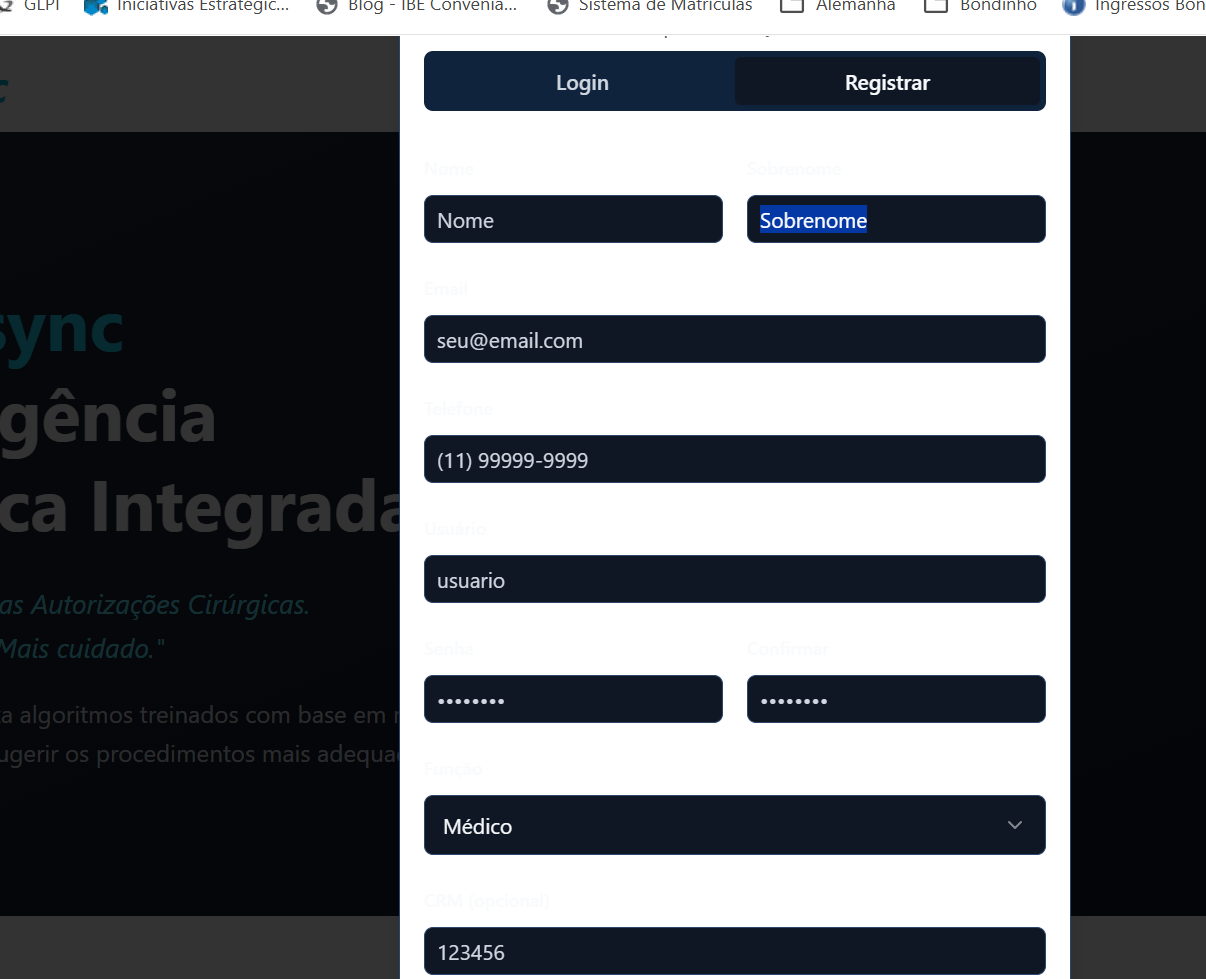 GLPI
Iniciativas Estratégic...
Blog - IBE Convenia...
Sistema de Matrículas
Alemanha
Bondinho
Ingressos Bon
Login
Registrar
Nome
Sobrenome
Nome
Sobrenome
Email
seu@email.com
Telefone
(11) 99999-9999
Usuário
usuario
Senha
Confirmar
••••••••
••••••••
Função
Médico
CRM (opcional)
123456
sync
gência
ca Integrada
as Autorizações Cirúrgicas.
Mais cuidado."
a algoritmos treinados com base em
ugerir os procedimentos mais adequa